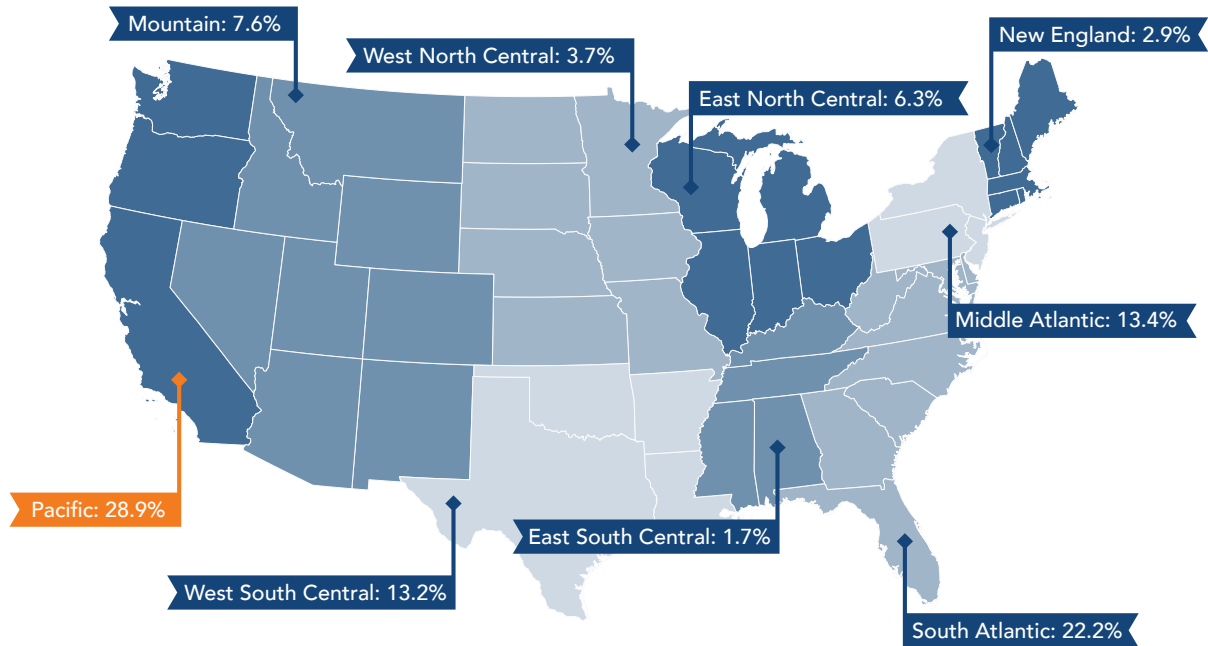 Mountain: 7.6%
New England: 2.9%
West North Central: 3.7%
East North Central: 6.3%
Middle Atlantic: 13.4%
Pacific: 28.9%
East South Central: 1.7%
West South Central: 13.2%
South Atlantic: 22.2%